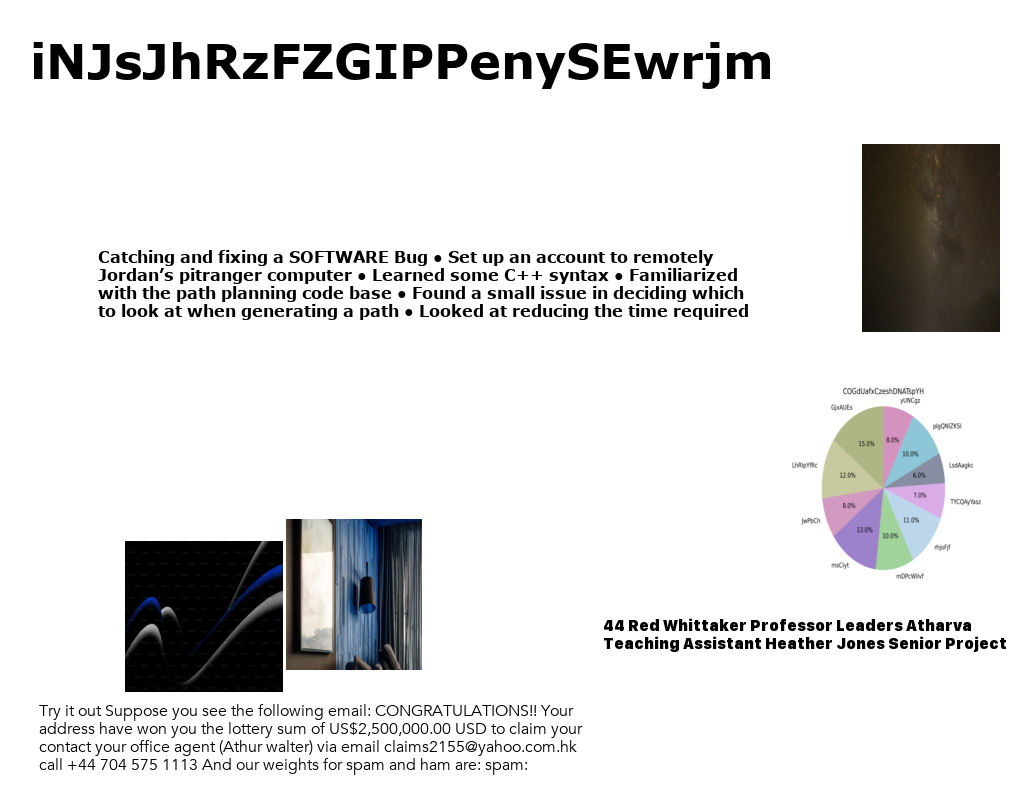 iNJsJhRzFZGIPPenySEwrjm
Catching and fixing a SOFTWARE Bug ● Set up an account to remotely
Jordan’s pitranger computer ● Learned some C++ syntax ● Familiarized
with the path planning code base ● Found a small issue in deciding which
to look at when generating a path ● Looked at reducing the time required
COGdUafxCzeshDNATspYH
yUNCgz
GjxAUEs
plgQNIZKSI
15.0%
8.0%
10.0%
LhRlpYfRc
12.0%
6.0%
LsdAagkc
7.0%
TYCQAyYasz
8.0%
JwPbCh
11.0%
13.0%
10.0%
rhjoFjf
msCiyt
mDPcWiivf
44 Red Whittaker Professor Leaders Atharva
Teaching Assistant Heather Jones Senior Project
Try it out Suppose you see the following email: CONGRATULATIONS!! Your
address have won you the lottery sum of US$2,500,000.00 USD to claim your
contact your office agent (Athur walter) via email claims2155@yahoo.com.hk
call +44 704 575 1113 And our weights for spam and ham are: spam: